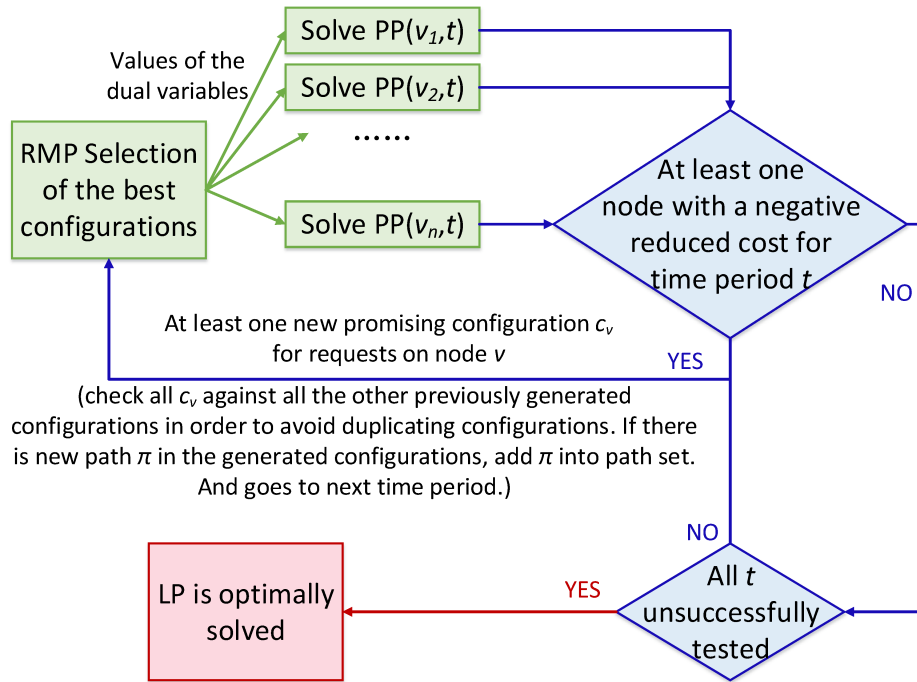 Values of the
dual variables
Solve PP(v1,t)
Solve PP(v2,t)
......
Solve PP(vn,t)
RMP Selection
of the best
configurations
At least one
node with a negative
reduced cost for
time period t
NO
YES
At least one new promising configuration cv
for requests on node v
(check all cv against all the other previously generated
configurations in order to avoid duplicating configurations. If there
is new path π in the generated configurations, add π into path set.
And goes to next time period.)
NO
All t
unsuccessfully
tested
YES
LP is optimally
solved